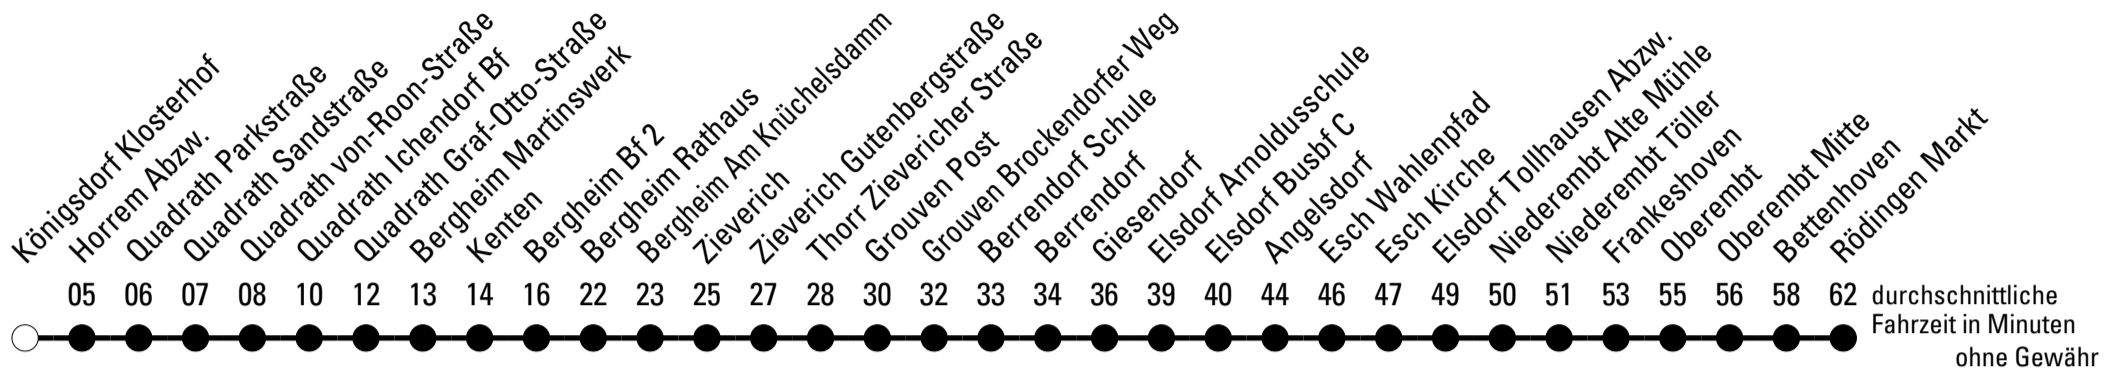 Königsdorf Klosterhof
Horrem Abzw.
Quadrath Parkstraße
Quadrath Sandstraße
Quadrath von-Roon-Straße
Quadrath Ichendorf Bf
Quadrath Graf-Otto-Straße
Bergheim Martinswerk
Kenten
Bergheim Bf 2
Bergheim Rathaus
Bergheim Am Knüchelsdamm
Zieverich
Zieverich Gutenbergstraße
Thorr Zievericher Straße
Grouven Post
Grouven Brockendorfer Weg
Berrendorf Schule
Berrendorf
Giesendorf
Elsdorf Arnoldusschule
Elsdorf Busbf C
Angelsdorf
Esch Wahlenpfad
Esch Kirche
Elsdorf Tollhausen Abzw.
Niederembt Alte Mühle
Niederembt Töller
Frankeshoven
Oberembt
Oberembt Mitte
Bettenhoven
Rödingen Markt
05 06 07 08 10 12 13 14 16 22 23 25 27 28 30 32 33 34 36 39 40 44 46 47 49 50 51 53 55 56 58 62
durchschnittliche
Fahrzeit in Minuten
ohne Gewähr